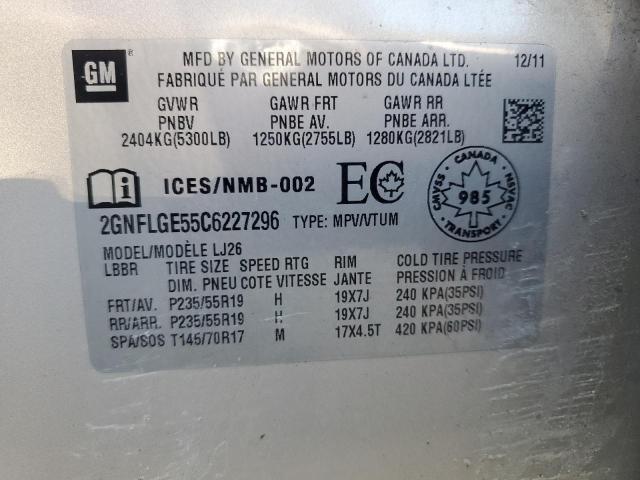 GM ®
MFD BY GENERAL MOTORS OF CANADA LTD. 12/11
FABRIQUÉ PAR GENERAL MOTORS DU CANADA LTÉE
GVWR GAWR FRT GAWR RR
PNBV PNBE AV. PNBE ARR.
2404KG(5300LB) 1250KG(2755LB) 1280KG(2821LB)
ICES/NMB-002 EC
CANADA
CMVSS NSVAC
985
TRANSPORT
2GNFLGE55C6227296 TYPE: MPV/VTUM
MODEL/MODÈLE LJ26
LBBR TIRE SIZE SPEED RTG RIM COLD TIRE PRESSURE
DIM. PNEU COTE VITESSE JANTE PRESSION À FROID
FRT/AV. P235/55R19 H 19X7J 240 KPA(35PSI)
RR/ARR. P235/55R19 H 19X7J 240 KPA(35PSI)
SPA/SOS T145/70R17 M 17X4.5T 420 KPA(60PSI)